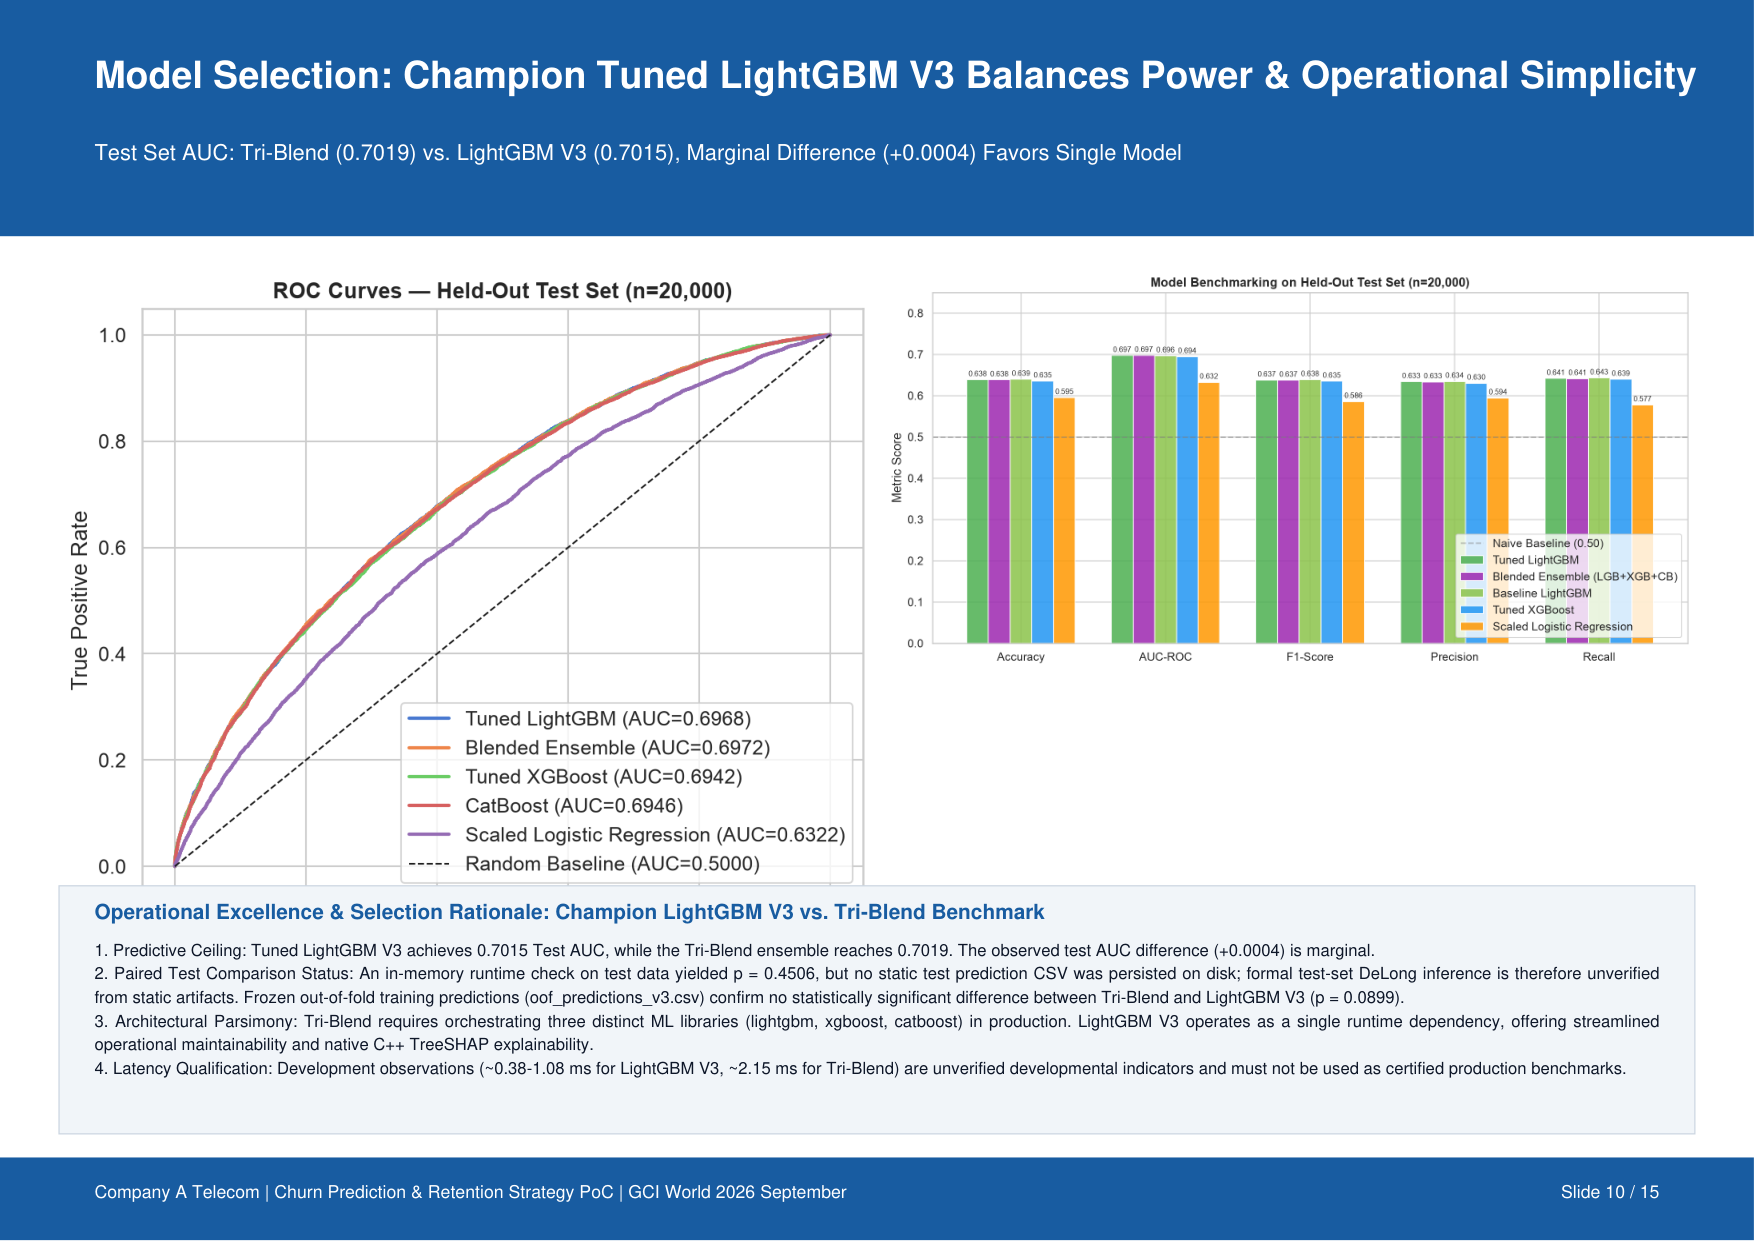 Model Selection: Champion Tuned LightGBM V3 Balances Power & Operational Simplicity
Test Set AUC: Tri-Blend (0.7019) vs. LightGBM V3 (0.7015), Marginal Difference (+0.0004) Favors Single Model
ROC Curves — Held-Out Test Set (n=20,000)
True Positive Rate
1.0
0.8
0.6
0.4
0.2
0.0
Tuned LightGBM (AUC=0.6968)
Blended Ensemble (AUC=0.6972)
Tuned XGBoost (AUC=0.6942)
CatBoost (AUC=0.6946)
Scaled Logistic Regression (AUC=0.6322)
Random Baseline (AUC=0.5000)
Model Benchmarking on Held-Out Test Set (n=20,000)
Metric Score
0.8
0.7
0.6
0.5
0.4
0.3
0.2
0.1
0.0
0.638 0.638 0.639 0.635 0.595
0.697 0.697 0.696 0.694 0.632
0.637 0.637 0.638 0.635 0.586
0.633 0.633 0.634 0.630 0.594
0.641 0.641 0.643 0.639 0.577
Naive Baseline (0.50)
Tuned LightGBM
Blended Ensemble (LGB+XGB+CB)
Baseline LightGBM
Tuned XGBoost
Scaled Logistic Regression
Accuracy AUC-ROC F1-Score Precision Recall
Operational Excellence & Selection Rationale: Champion LightGBM V3 vs. Tri-Blend Benchmark
1. Predictive Ceiling: Tuned LightGBM V3 achieves 0.7015 Test AUC, while the Tri-Blend ensemble reaches 0.7019. The observed test AUC difference (+0.0004) is marginal.
2. Paired Test Comparison Status: An in-memory runtime check on test data yielded p = 0.4506, but no static test prediction CSV was persisted on disk; formal test-set DeLong inference is therefore unverified
from static artifacts. Frozen out-of-fold training predictions (oof_predictions_v3.csv) confirm no statistically significant difference between Tri-Blend and LightGBM V3 (p = 0.0899).
3. Architectural Parsimony: Tri-Blend requires orchestrating three distinct ML libraries (lightgbm, xgboost, catboost) in production. LightGBM V3 operates as a single runtime dependency, offering streamlined
operational maintainability and native C++ TreeSHAP explainability.
4. Latency Qualification: Development observations (~0.38-1.08 ms for LightGBM V3, ~2.15 ms for Tri-Blend) are unverified developmental indicators and must not be used as certified production benchmarks.
Company A Telecom | Churn Prediction & Retention Strategy PoC | GCI World 2026 September
Slide 10 / 15